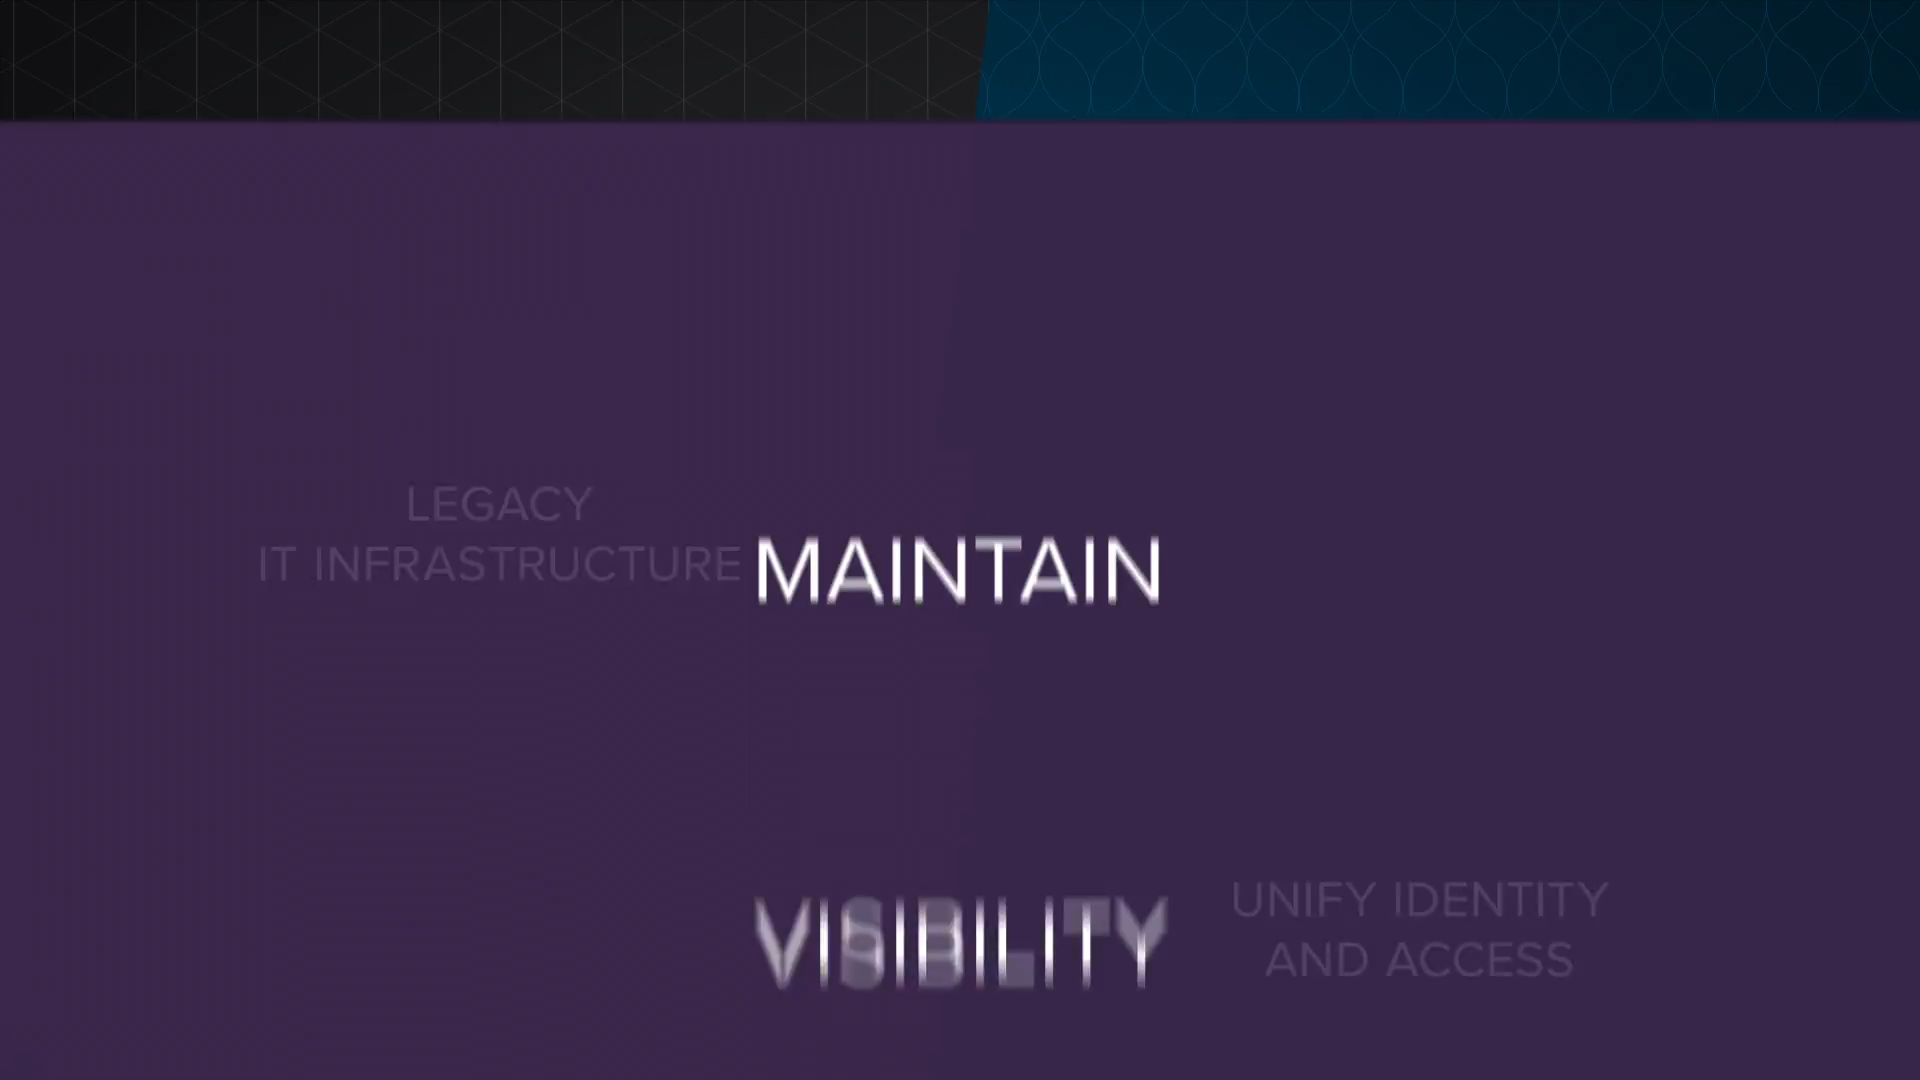 LEGACY
IT INFRASTRUCTURE
MAINTAIN
VISIBILITY
UNIFY IDENTITY
AND ACCESS